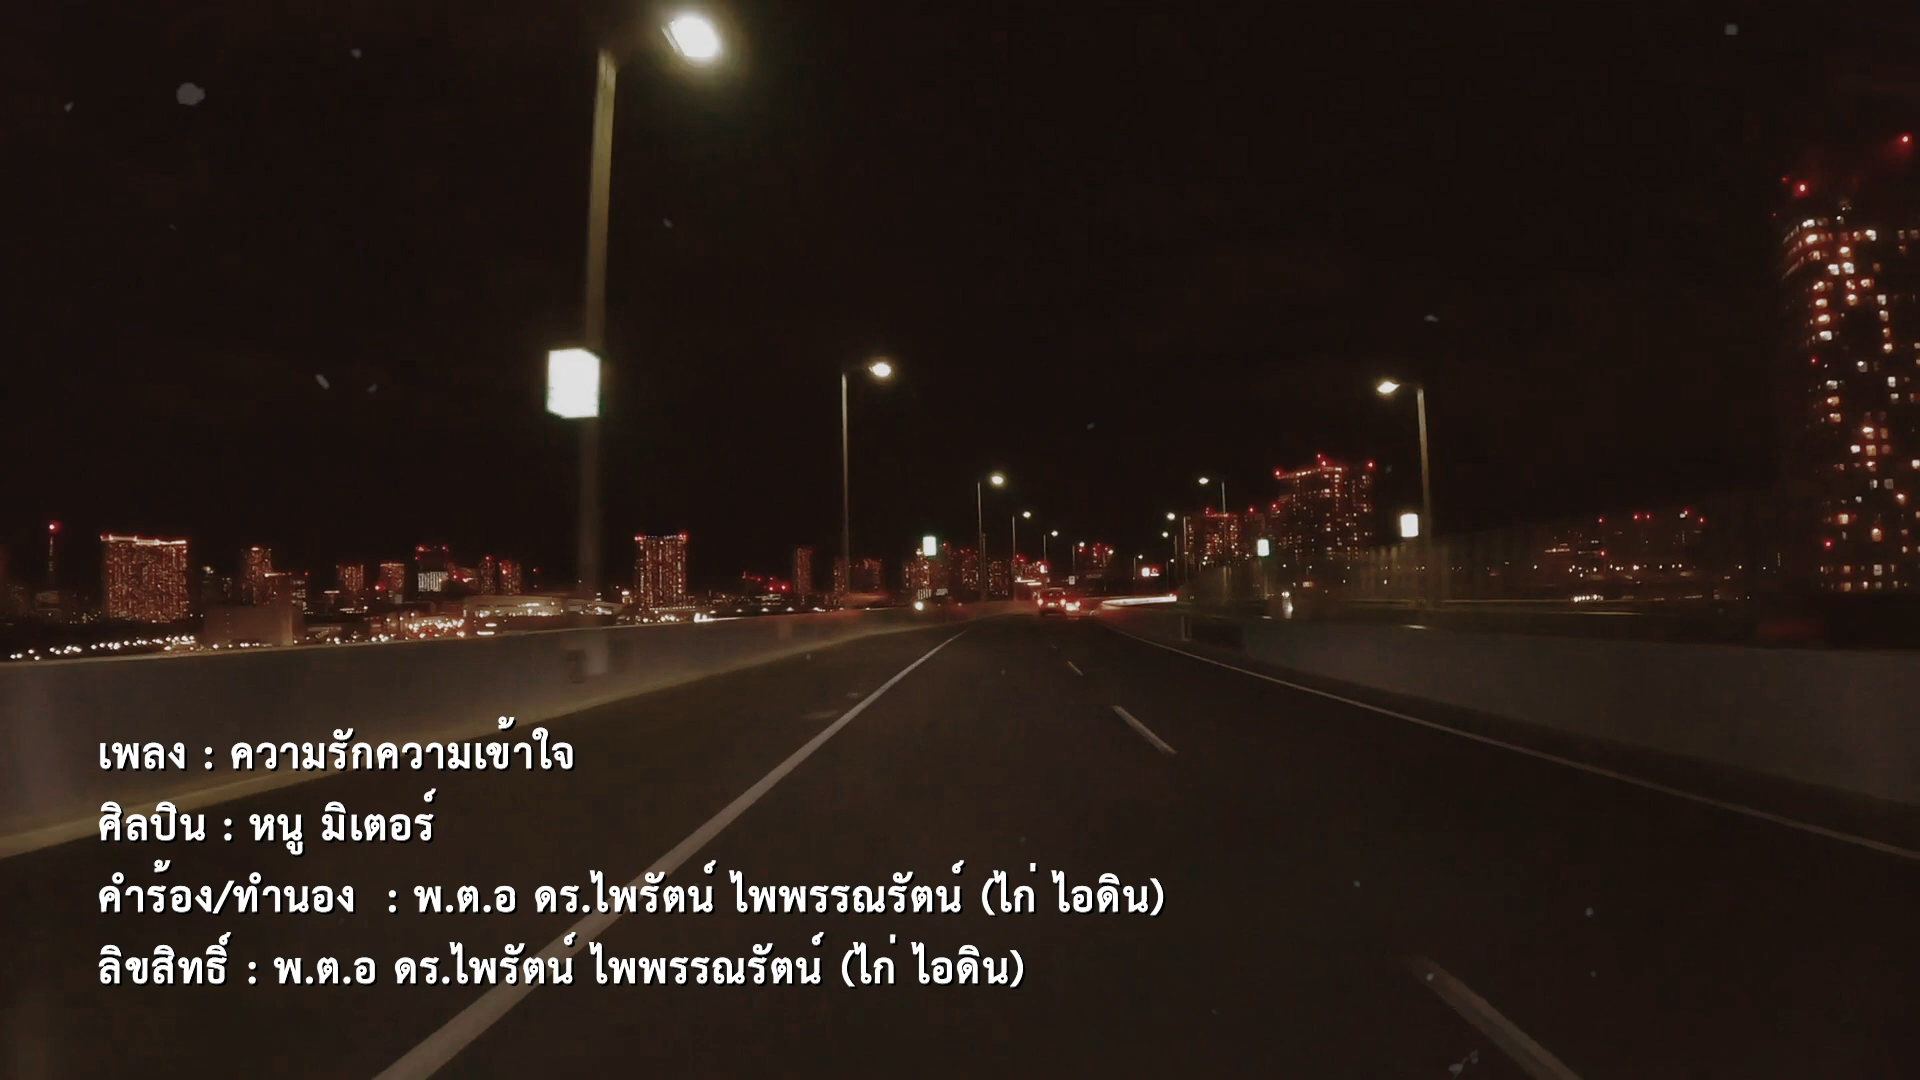 เพลง : ความรักความเข้าใจ
ศิลปิน : หนู มิเตอร์
คำร้อง/ทำนอง : พ.ต.อ ดร.ไพรัตน์ ไพพรรณรัตน์ (ไก่ ไอดิน)
ลิขสิทธิ์ : พ.ต.อ ดร.ไพรัตน์ ไพพรรณรัตน์ (ไก่ ไอดิน)